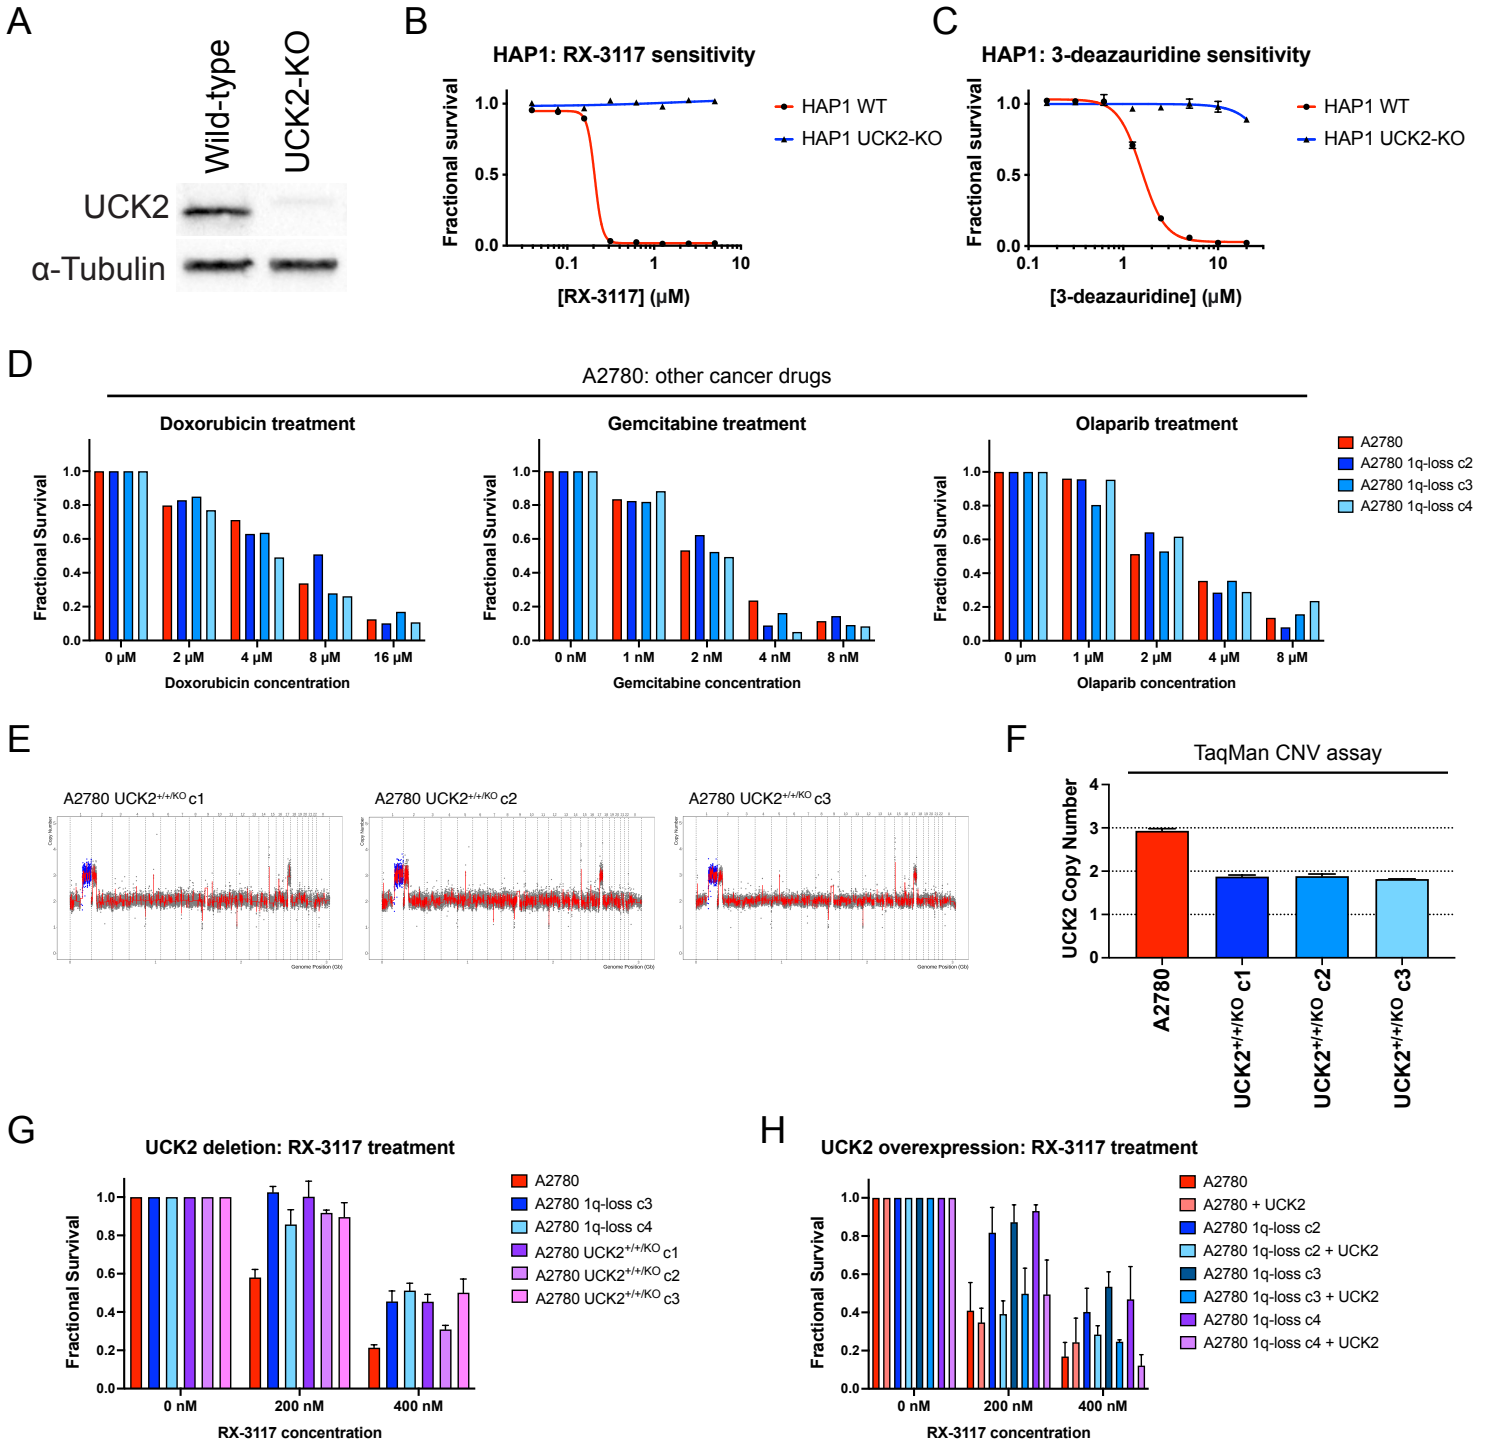 A
Wild-type
UCK2-KO
UCK2
α-Tubulin
B
HAP1: RX-3117 sensitivity
Fractional survival
1.0
0.5
0.0
0.1
1
10
[RX-3117] (µM)
HAP1 WT
HAP1 UCK2-KO
C
HAP1: 3-deazauridine sensitivity
Fractional survival
1.0
0.5
0.0
0.1
1
10
[3-deazauridine] (µM)
HAP1 WT
HAP1 UCK2-KO
D
A2780: other cancer drugs
Doxorubicin treatment
Fractional Survival
1.0
0.8
0.6
0.4
0.2
0.0
0 µM
2 µM
4 µM
8 µM
16 µM
Doxorubicin concentration
Gemcitabine treatment
Fractional Survival
1.0
0.8
0.6
0.4
0.2
0.0
0 nM
1 nM
2 nM
4 nM
8 nM
Gemcitabine concentration
Olaparib treatment
Fractional Survival
1.0
0.8
0.6
0.4
0.2
0.0
0 µm
1 µM
2 µM
4 µM
8 µM
Olaparib concentration
A2780
A2780 1q-loss c2
A2780 1q-loss c3
A2780 1q-loss c4
E
A2780 UCK2+/+/KO c1
Copy Number
Genome Position (Gb)
A2780 UCK2+/+/KO c2
Copy Number
Genome Position (Gb)
A2780 UCK2+/+/KO c3
Copy Number
Genome Position (Gb)
F
TaqMan CNV assay
UCK2 Copy Number
4
3
2
1
0
A2780
UCK2+/+/KO c1
UCK2+/+/KO c2
UCK2+/+/KO c3
G
UCK2 deletion: RX-3117 treatment
Fractional Survival
1.0
0.8
0.6
0.4
0.2
0.0
0 nM
200 nM
400 nM
RX-3117 concentration
A2780
A2780 1q-loss c3
A2780 1q-loss c4
A2780 UCK2+/+/KO c1
A2780 UCK2+/+/KO c2
A2780 UCK2+/+/KO c3
H
UCK2 overexpression: RX-3117 treatment
Fractional Survival
1.0
0.8
0.6
0.4
0.2
0.0
0 nM
200 nM
400 nM
RX-3117 concentration
A2780
A2780 + UCK2
A2780 1q-loss c2
A2780 1q-loss c2 + UCK2
A2780 1q-loss c3
A2780 1q-loss c3 + UCK2
A2780 1q-loss c4
A2780 1q-loss c4 + UCK2